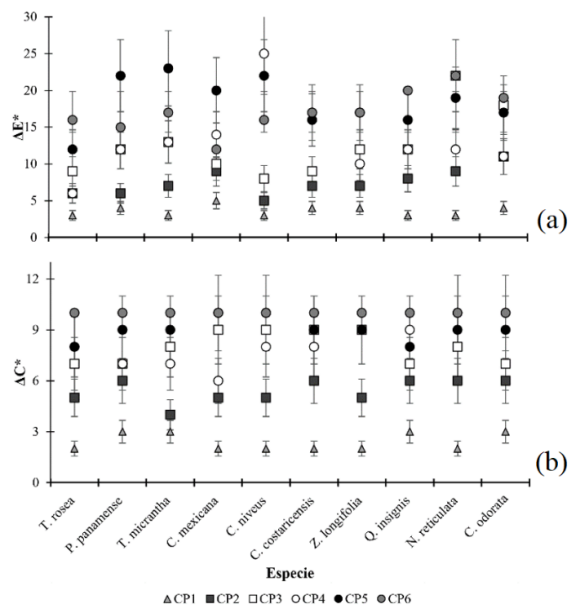 30
25
20
15
10
5
0
ΔE*
(a)
12
9
6
3
0
ΔC*
(b)
T. rosea
P. panamense
T. micrantha
C. mexicana
C. niveus
C. costaricensis
Z. longifolia
Q. insignis
N. reticulata
C. odorata
Especie
CP1 CP2 CP3 CP4 CP5 CP6